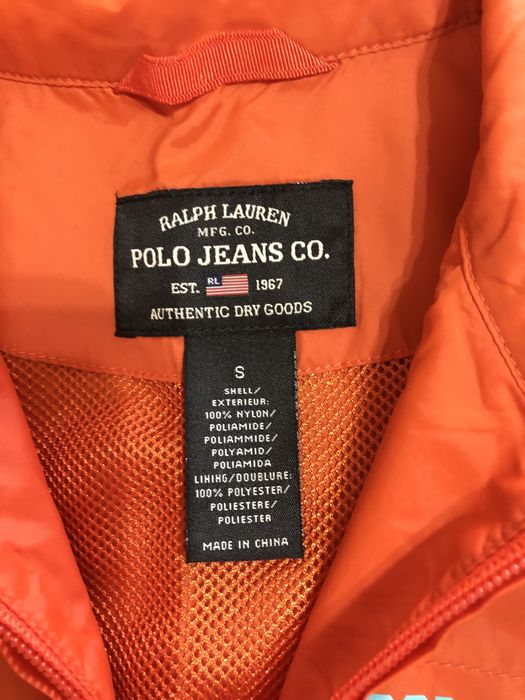 RALPH LAUREN
MFG. CO.
POLO JEANS CO.
EST. RL 1967
AUTHENTIC DRY GOODS
S
SHELL/
EXTERIEUR:
100% NYLON/
POLIAMIDE/
POLIAMMIDE/
POLYAMID/
POLIAMIDA
LINING/DOUBLURE:
100% POLYESTER/
POLIESTERE/
POLIESTER
MADE IN CHINA